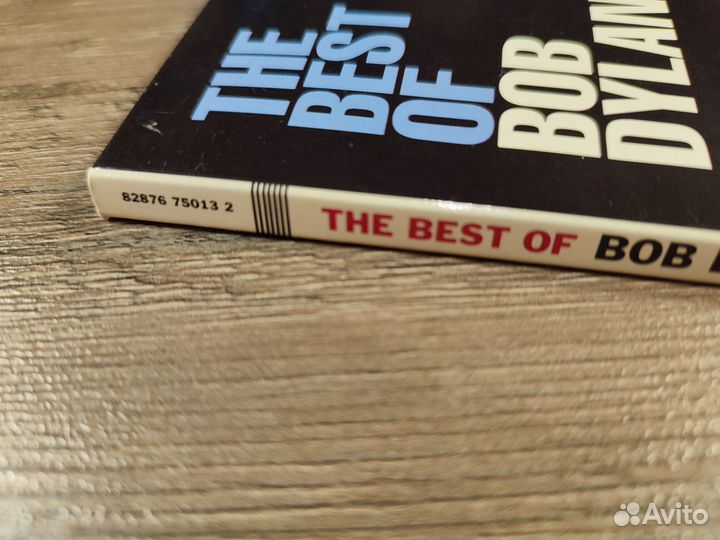 THE
BEST
OF
BOB
DYLAN
82876 75013 2
THE BEST OF BOB
Avito